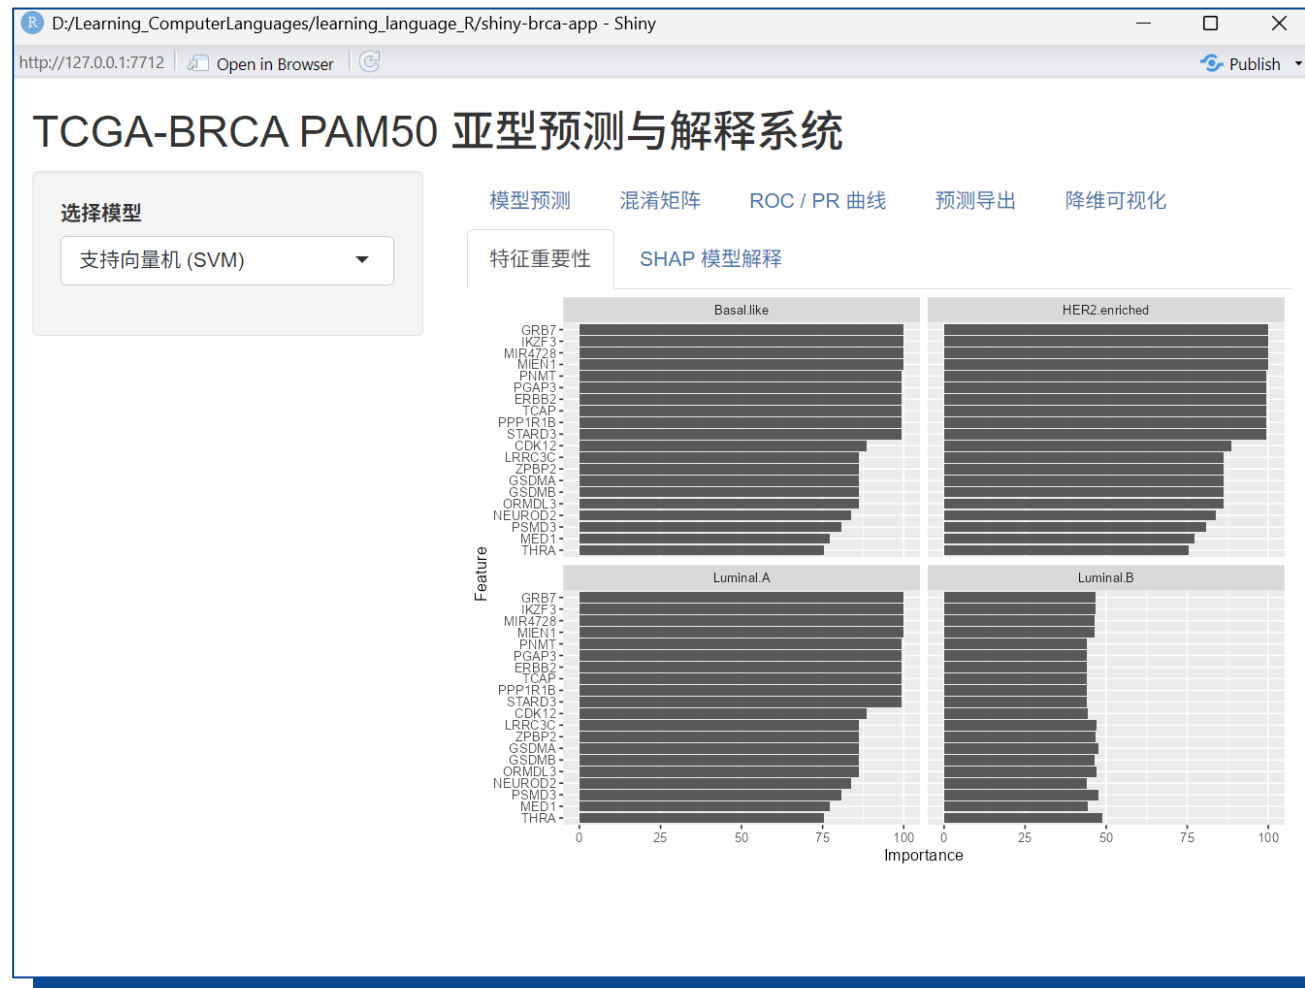 D:/Learning_ComputerLanguages/learning_language_R/shiny-brca-app - Shiny
http://127.0.0.1:7712 Open in Browser Publish
TCGA-BRCA PAM50 亚型预测与解释系统
选择模型
支持向量机 (SVM)
模型预测 混淆矩阵 ROC / PR 曲线 预测导出 降维可视化
特征重要性 SHAP 模型解释
Basal.like HER2.enriched
GRB7
IKZF3
MIR4728
MIEN1
PNMT
PGAP3
ERBB2
TCAP
PPP1R1B
STARD3
CDK12
LRRC3C
ZPBP2
GSDMA
GSDMB
ORMDL3
NEUROD2
PSMD3
MED1
THRA
Feature
Luminal.A Luminal.B
GRB7
IKZF3
MIR4728
MIEN1
PNMT
PGAP3
ERBB2
TCAP
PPP1R1B
STARD3
CDK12
LRRC3C
ZPBP2
GSDMA
GSDMB
ORMDL3
NEUROD2
PSMD3
MED1
THRA
0 25 50 75 100 0 25 50 75 100
Importance